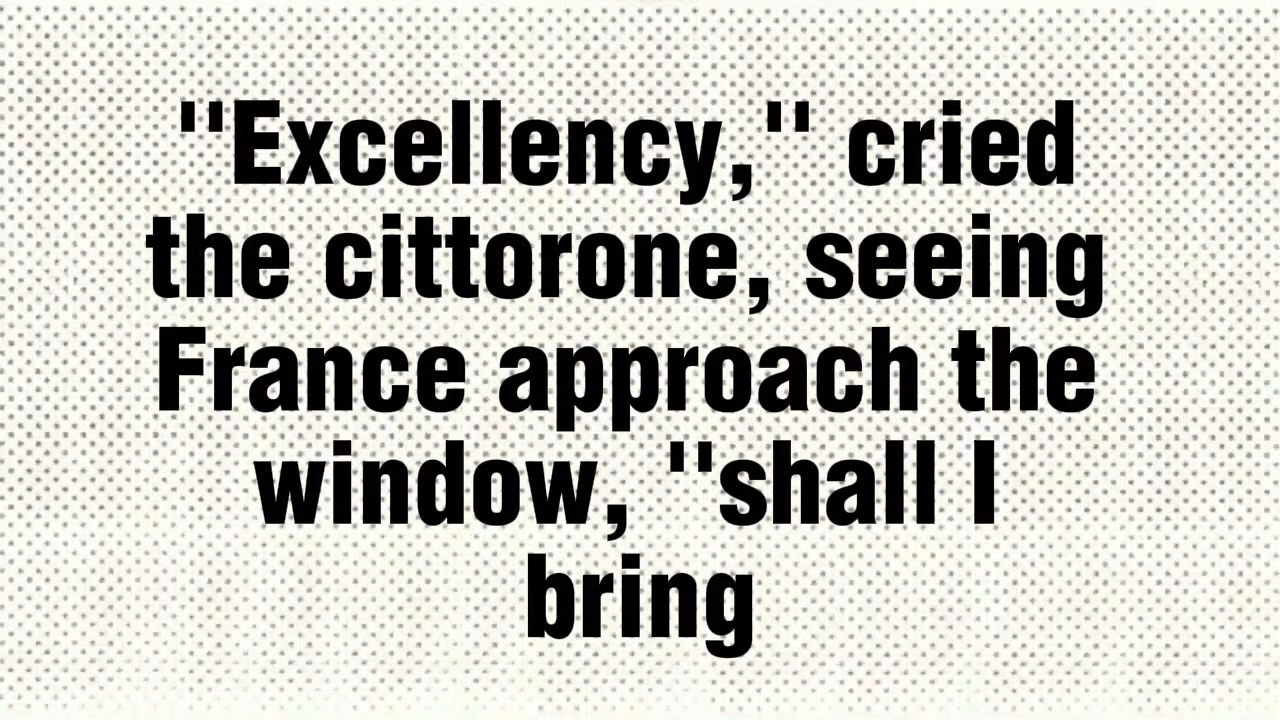 "Excellency," cried
the cittorone, seeing
France approach the
window, "shall I
bring